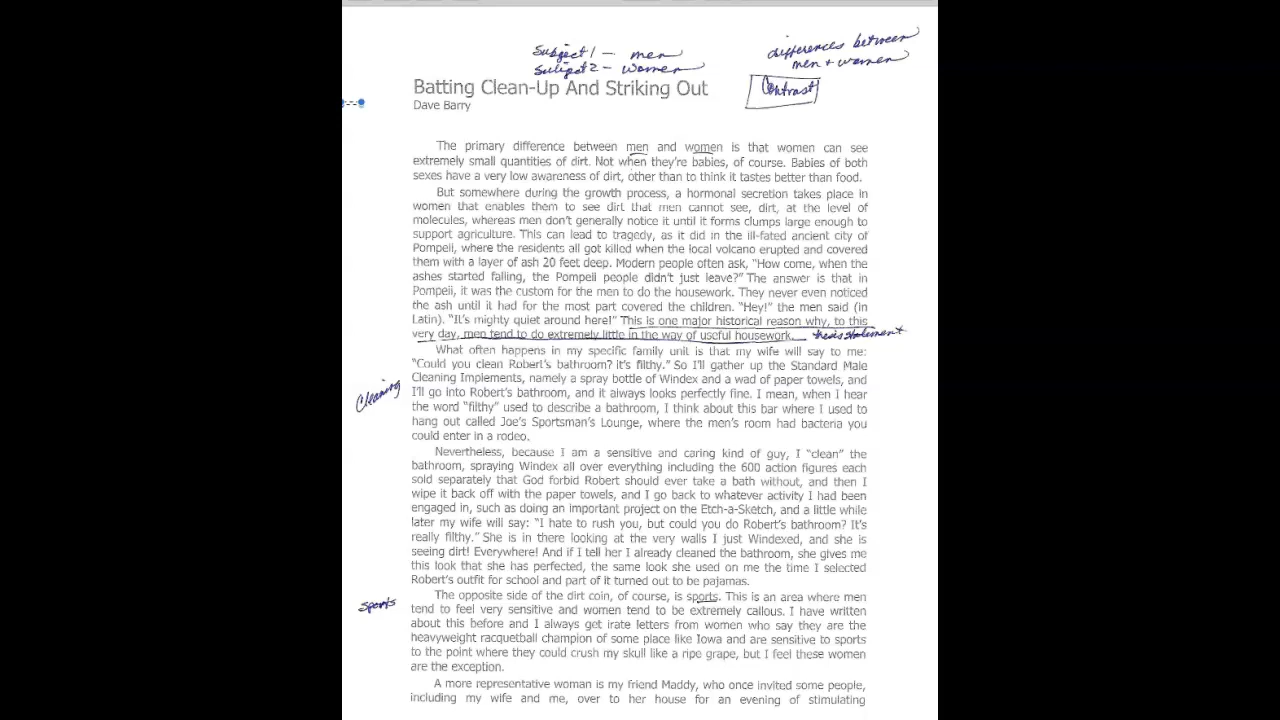 Subject 1 - men
differences between
Subject 2 - women
men + women
Batting Clean-Up And Striking Out
Contrast
Dave Barry
The primary difference between men and women is that women can see
extremely small quantities of dirt. Not when they're babies, of course. Babies of both
sexes have a very low awareness of dirt, other than to think it tastes better than food.
But somewhere during the growth process, a hormonal secretion takes place in
women that enables them to see dirt that men cannot see, dirt, at the level of
molecules, whereas men don't generally notice it until it forms clumps large enough to
support agriculture. This can lead to tragedy, as it did in the ill-fated ancient city of
Pompeii, where the residents all got killed when the local volcano erupted and covered
them with a layer of ash 20 feet deep. Modern people often ask, "How come, when the
ashes started falling, the Pompeii people didn't just leave?" The answer is that in
Pompeii, it was the custom for the men to do the housework. They never even noticed
the ash until it had for the most part covered the children. "Hey!" the men said (in
Latin). "It's mighty quiet around here!" This is one major historical reason why, to this
very day, men tend to do extremely little in the way of useful housework. thesis statement
What often happens in my specific family unit is that my wife will say to me:
"Could you clean Robert's bathroom? it's filthy." So I'll gather up the Standard Male
Cleaning Implements, namely a spray bottle of Windex and a wad of paper towels, and
Cleaning
I'll go into Robert's bathroom, and it always looks perfectly fine. I mean, when I hear
the word "filthy" used to describe a bathroom, I think about this bar where I used to
hang out called Joe's Sportsman's Lounge, where the men's room had bacteria you
could enter in a rodeo.
Nevertheless, because I am a sensitive and caring kind of guy, I "clean" the
bathroom, spraying Windex all over everything including the 600 action figures each
sold separately that God forbid Robert should ever take a bath without, and then I
wipe it back off with the paper towels, and I go back to whatever activity I had been
engaged in, such as doing an important project on the Etch-a-Sketch, and a little while
later my wife will say: "I hate to rush you, but could you do Robert's bathroom? It's
really filthy." She is in there looking at the very walls I just Windexed, and she is
seeing dirt! Everywhere! And if I tell her I already cleaned the bathroom, she gives me
this look that she has perfected, the same look she used on me the time I selected
Robert's outfit for school and part of it turned out to be pajamas.
The opposite side of the dirt coin, of course, is sports. This is an area where men
sports
tend to feel very sensitive and women tend to be extremely callous. I have written
about this before and I always get irate letters from women who say they are the
heavyweight racquetball champion of some place like Iowa and are sensitive to sports
to the point where they could crush my skull like a ripe grape, but I feel these women
are the exception.
A more representative woman is my friend Maddy, who once invited some people,
including my wife and me, over to her house for an evening of stimulating